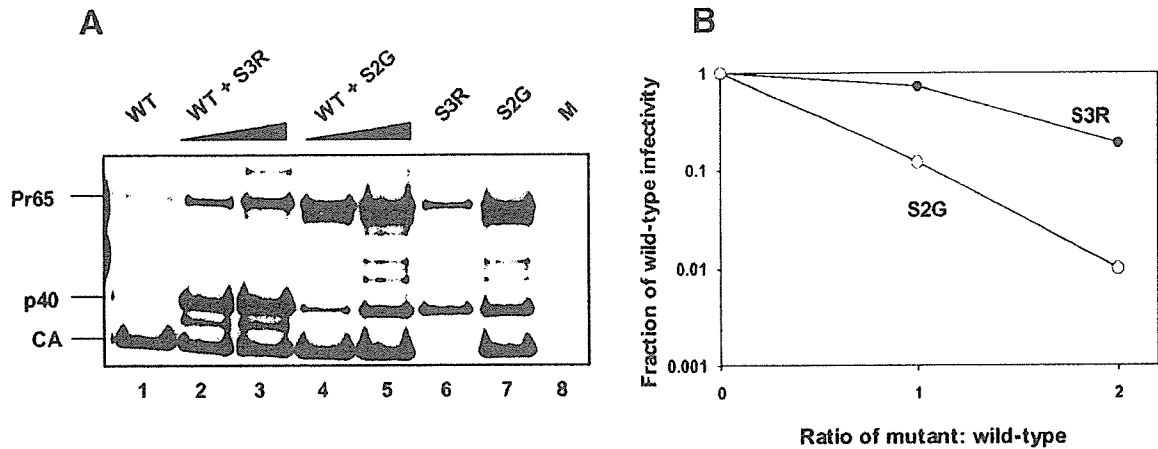 A
WT
WT + S3R
WT + S2G
S3R
S2G
M
Pr65
p40
CA
1 2 3 4 5 6 7 8
B
Fraction of wild-type infectivity
1
0.1
0.01
0.001
S3R
S2G
0 1 2
Ratio of mutant: wild-type